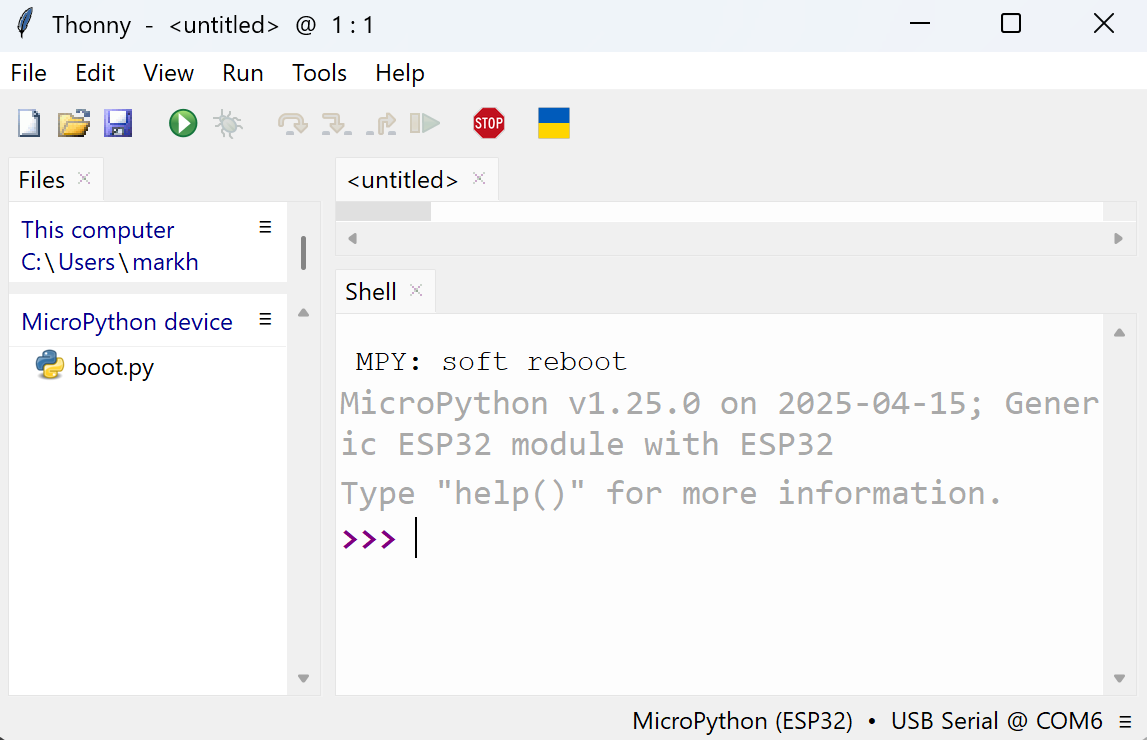 Thonny - <untitled> @ 1 : 1
File Edit View Run Tools Help
STOP
Files
<untitled>
This computer
C:\Users\markh
Shell
MicroPython device
boot.py
MPY: soft reboot
MicroPython v1.25.0 on 2025-04-15; Gener
ic ESP32 module with ESP32
Type "help()" for more information.
>>>
MicroPython (ESP32) • USB Serial @ COM6 ≡